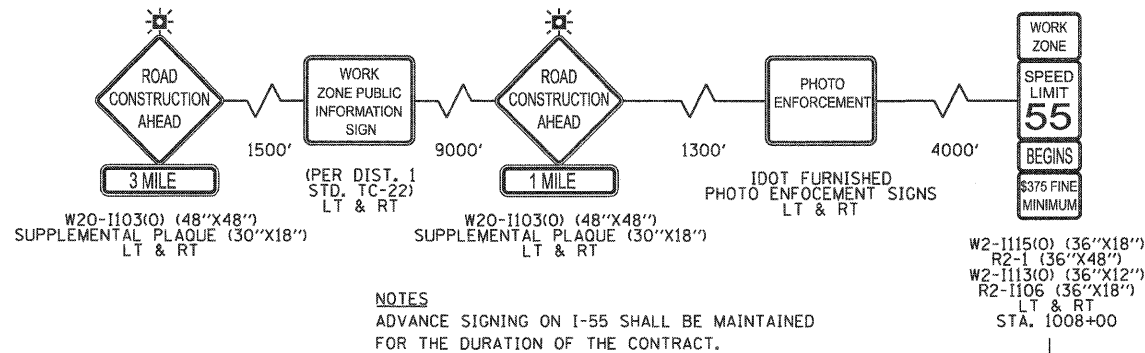 ROAD
CONSTRUCTION
AHEAD
3 MILE
W20-I103(O) (48"X48")
SUPPLEMENTAL PLAQUE (30"X18")
LT & RT
1500'
WORK
ZONE PUBLIC
INFORMATION
SIGN
(PER DIST. 1
STD. TC-22)
LT & RT
9000'
ROAD
CONSTRUCTION
AHEAD
1 MILE
W20-I103(O) (48"X48")
SUPPLEMENTAL PLAQUE (30"X18")
LT & RT
1300'
PHOTO
ENFORCEMENT
IDOT FURNISHED
PHOTO ENFOCEMENT SIGNS
LT & RT
4000'
WORK
ZONE
SPEED
LIMIT
55
BEGINS
$375 FINE
MINIMUM
W2-I115(O) (36"X18")
R2-1 (36"X48")
W2-I113(O) (36"X12")
R2-I106 (36"X18")
LT & RT
STA. 1008+00
NOTES
ADVANCE SIGNING ON I-55 SHALL BE MAINTAINED
FOR THE DURATION OF THE CONTRACT.